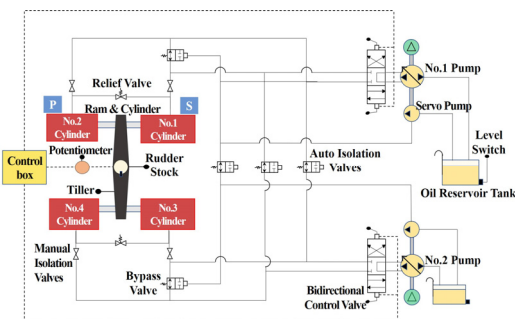 No.1 Pump
Relief Valve
P
S
Ram & Cylinder
Servo Pump
No.2
Cylinder
No.1
Cylinder
Level
Switch
Potentiometer
Control
box
Rudder
Stock
Auto Isolation
Valves
Tiller
Oil Reservoir Tank
No.4
Cylinder
No.3
Cylinder
Manual
Isolation
Valves
Bypass
Valve
Bidirectional
Control Valve
No.2 Pump